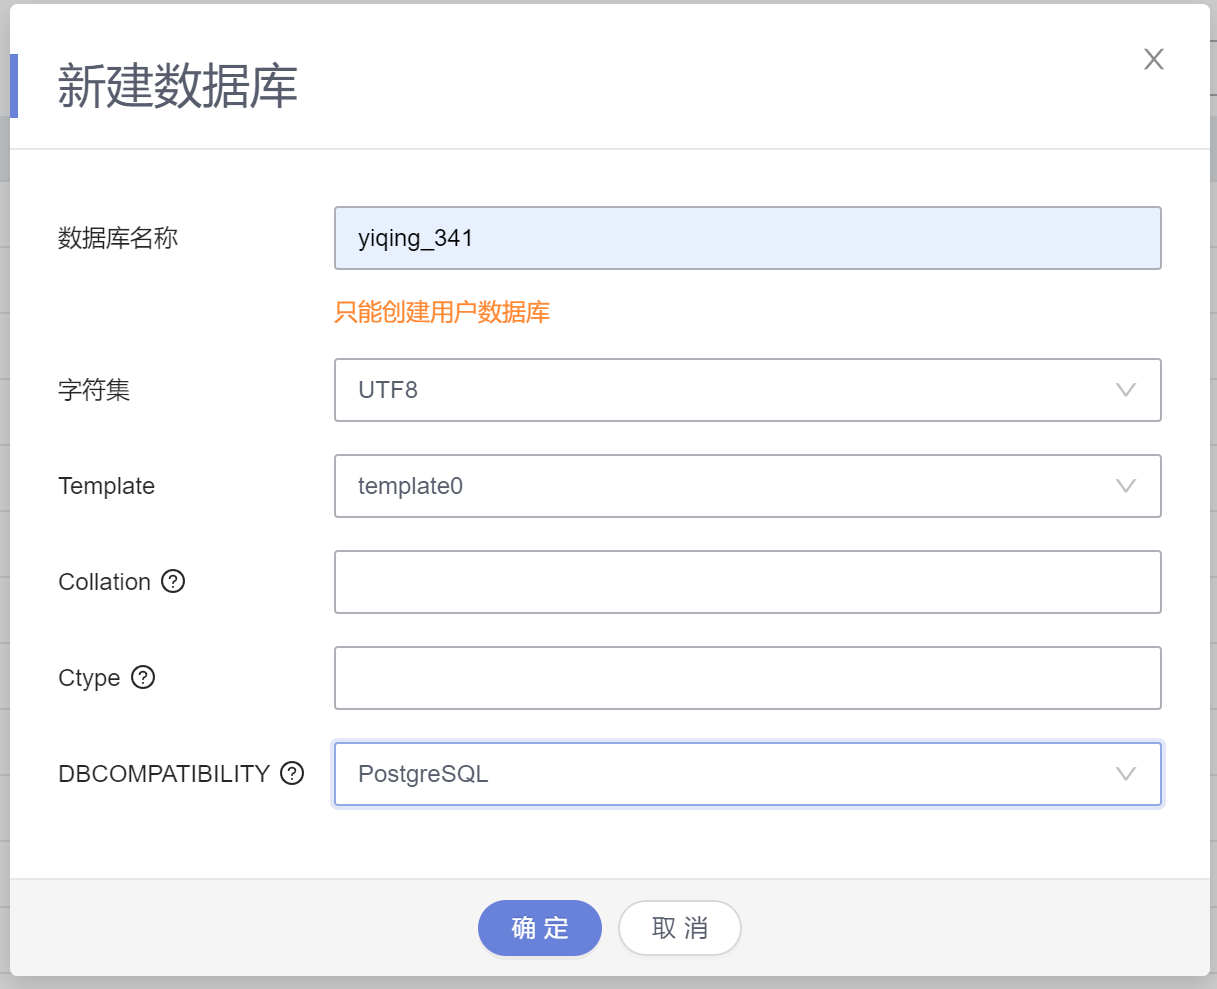 新建数据库
数据库名称
yiqing_341
只能创建用户数据库
字符集
UTF8
Template
template0
Collation
Ctype
DBCOMPATIBILITY
PostgreSQL
确 定
取 消